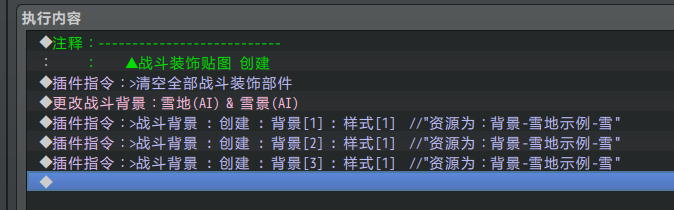 执行内容
◆注释：---------------------------
：　　：　　▲战斗装饰贴图 创建
◆插件指令：>清空全部战斗装饰部件
◆更改战斗背景：雪地(AI) & 雪景(AI)
◆插件指令：>战斗背景 : 创建 : 背景[1] : 样式[1]　//"资源为：背景-雪地示例-雪"
◆插件指令：>战斗背景 : 创建 : 背景[2] : 样式[1]　//"资源为：背景-雪地示例-雪"
◆插件指令：>战斗背景 : 创建 : 背景[3] : 样式[1]　//"资源为：背景-雪地示例-雪"
◆